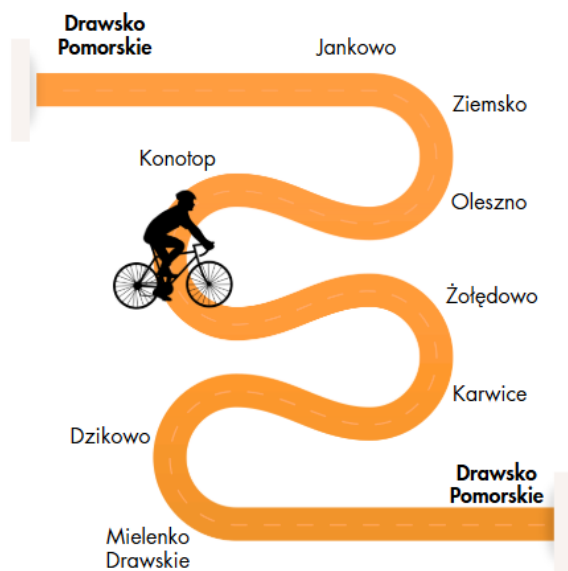 Drawsko
Pomorskie
Jankowo
Ziemsko
Konotop
Oleszno
Żołędowo
Karwice
Dzikowo
Drawsko
Pomorskie
Mielenko
Drawskie